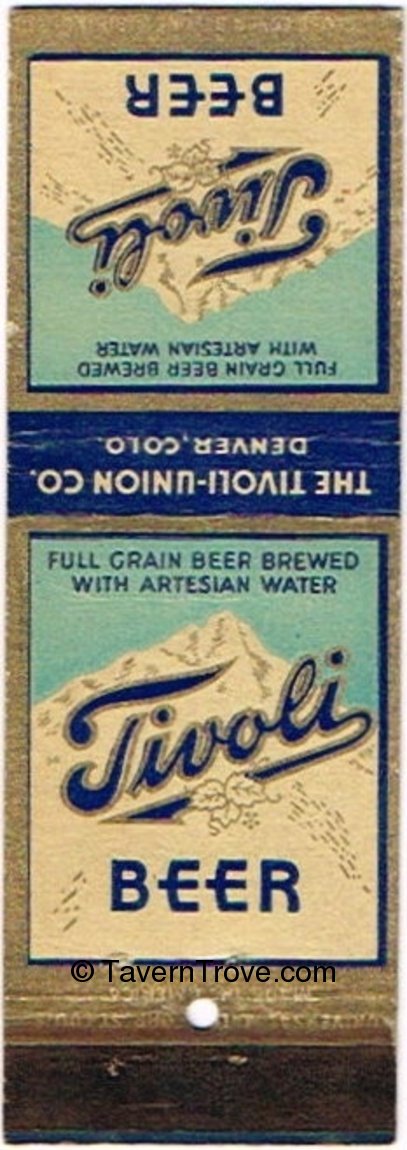 BEER
Tivoli
FULL GRAIN BEER BREWED
WITH ARTESIAN WATER
THE TIVOLI-UNION CO.
DENVER, COLO.
FULL GRAIN BEER BREWED
WITH ARTESIAN WATER
Tivoli
BEER
© TavernTrove.com